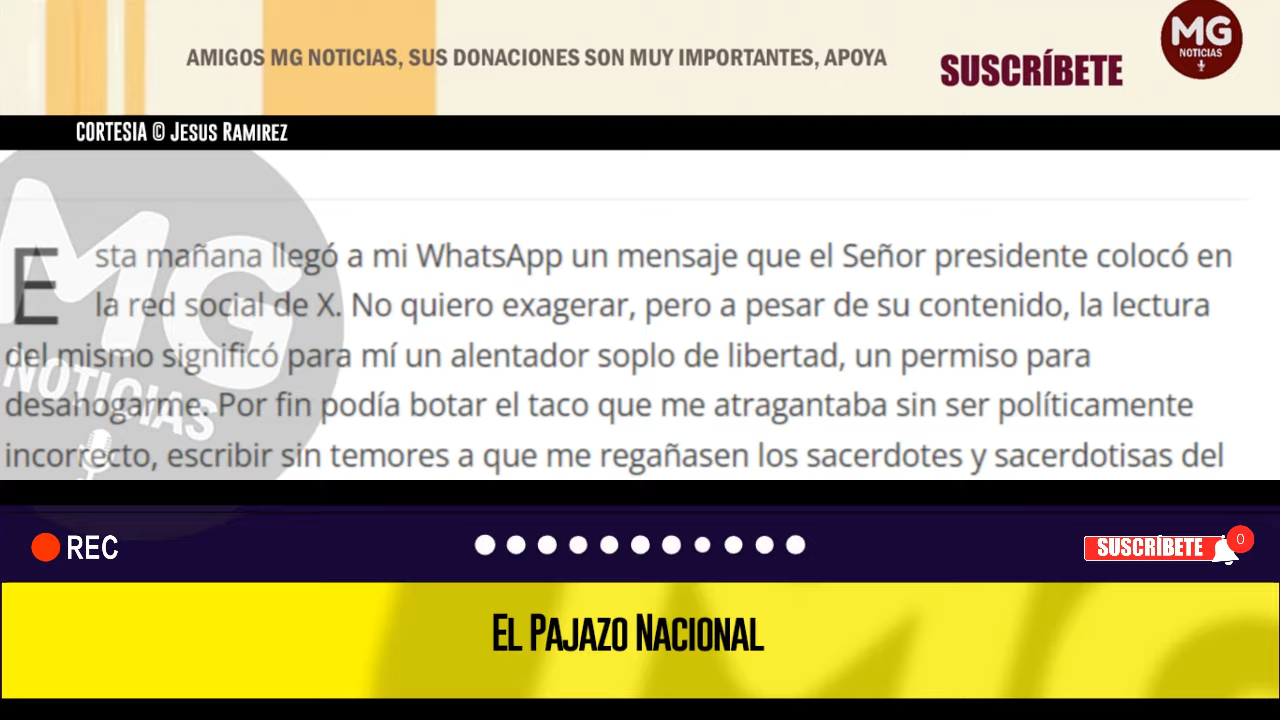 AMIGOS MG NOTICIAS, SUS DONACIONES SON MUY IMPORTANTES, APOYA
SUSCRÍBETE
MG
NOTICIAS
CORTESIA © JESUS RAMIREZ
Esta mañana llegó a mi WhatsApp un mensaje que el Señor presidente colocó en
la red social de X. No quiero exagerar, pero a pesar de su contenido, la lectura
del mismo significó para mí un alentador soplo de libertad, un permiso para
desahogarme. Por fin podía botar el taco que me atragantaba sin ser políticamente
incorrecto, escribir sin temores a que me regañasen los sacerdotes y sacerdotisas del
MG
NOTICIAS
REC
SUSCRÍBETE
0
EL PAJAZO NACIONAL